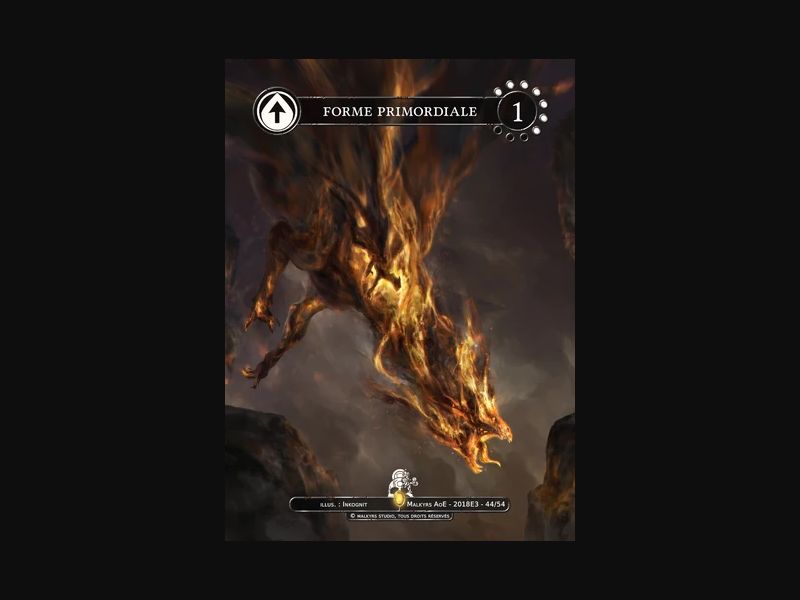 FORME PRIMORDIALE
1
ILLUS. : INKOGNIT
MALKYRS AOE - 2018E3 - 44/54
© MALKYRS STUDIO, TOUS DROITS RÉSERVÉS